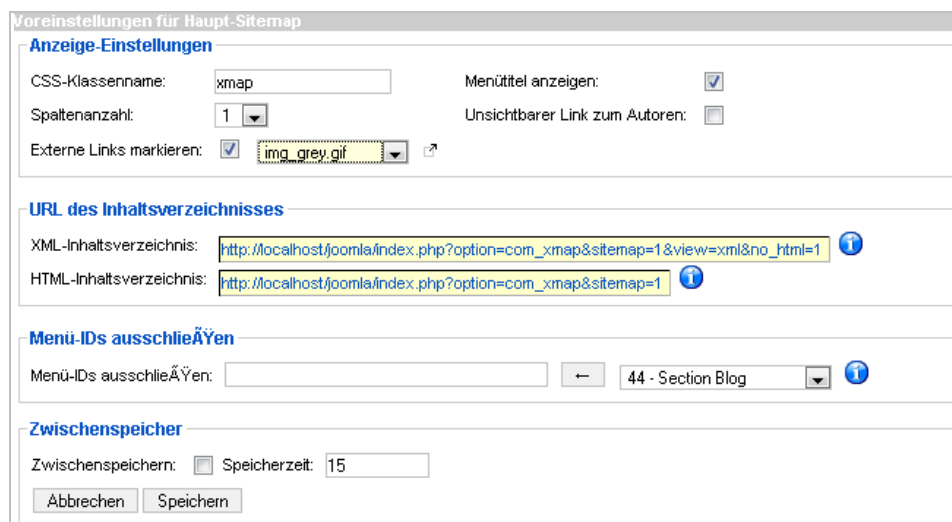 Voreinstellungen für Haupt-Sitemap
Anzeige-Einstellungen
CSS-Klassenname: xmap Menütitel anzeigen:
Spaltenanzahl: 1 Unsichtbarer Link zum Autoren:
Externe Links markieren: img_grey.gif
URL des Inhaltsverzeichnisses
XML-Inhaltsverzeichnis: http://localhost/joomla/index.php?option=com_xmap&sitemap=1&view=xml&no_html=1
HTML-Inhaltsverzeichnis: http://localhost/joomla/index.php?option=com_xmap&sitemap=1
Menü-IDs ausschlieÃŸen
Menü-IDs ausschlieÃŸen: ← 44 - Section Blog
Zwischenspeicher
Zwischenspeichern: Speicherzeit: 15
Abbrechen Speichern